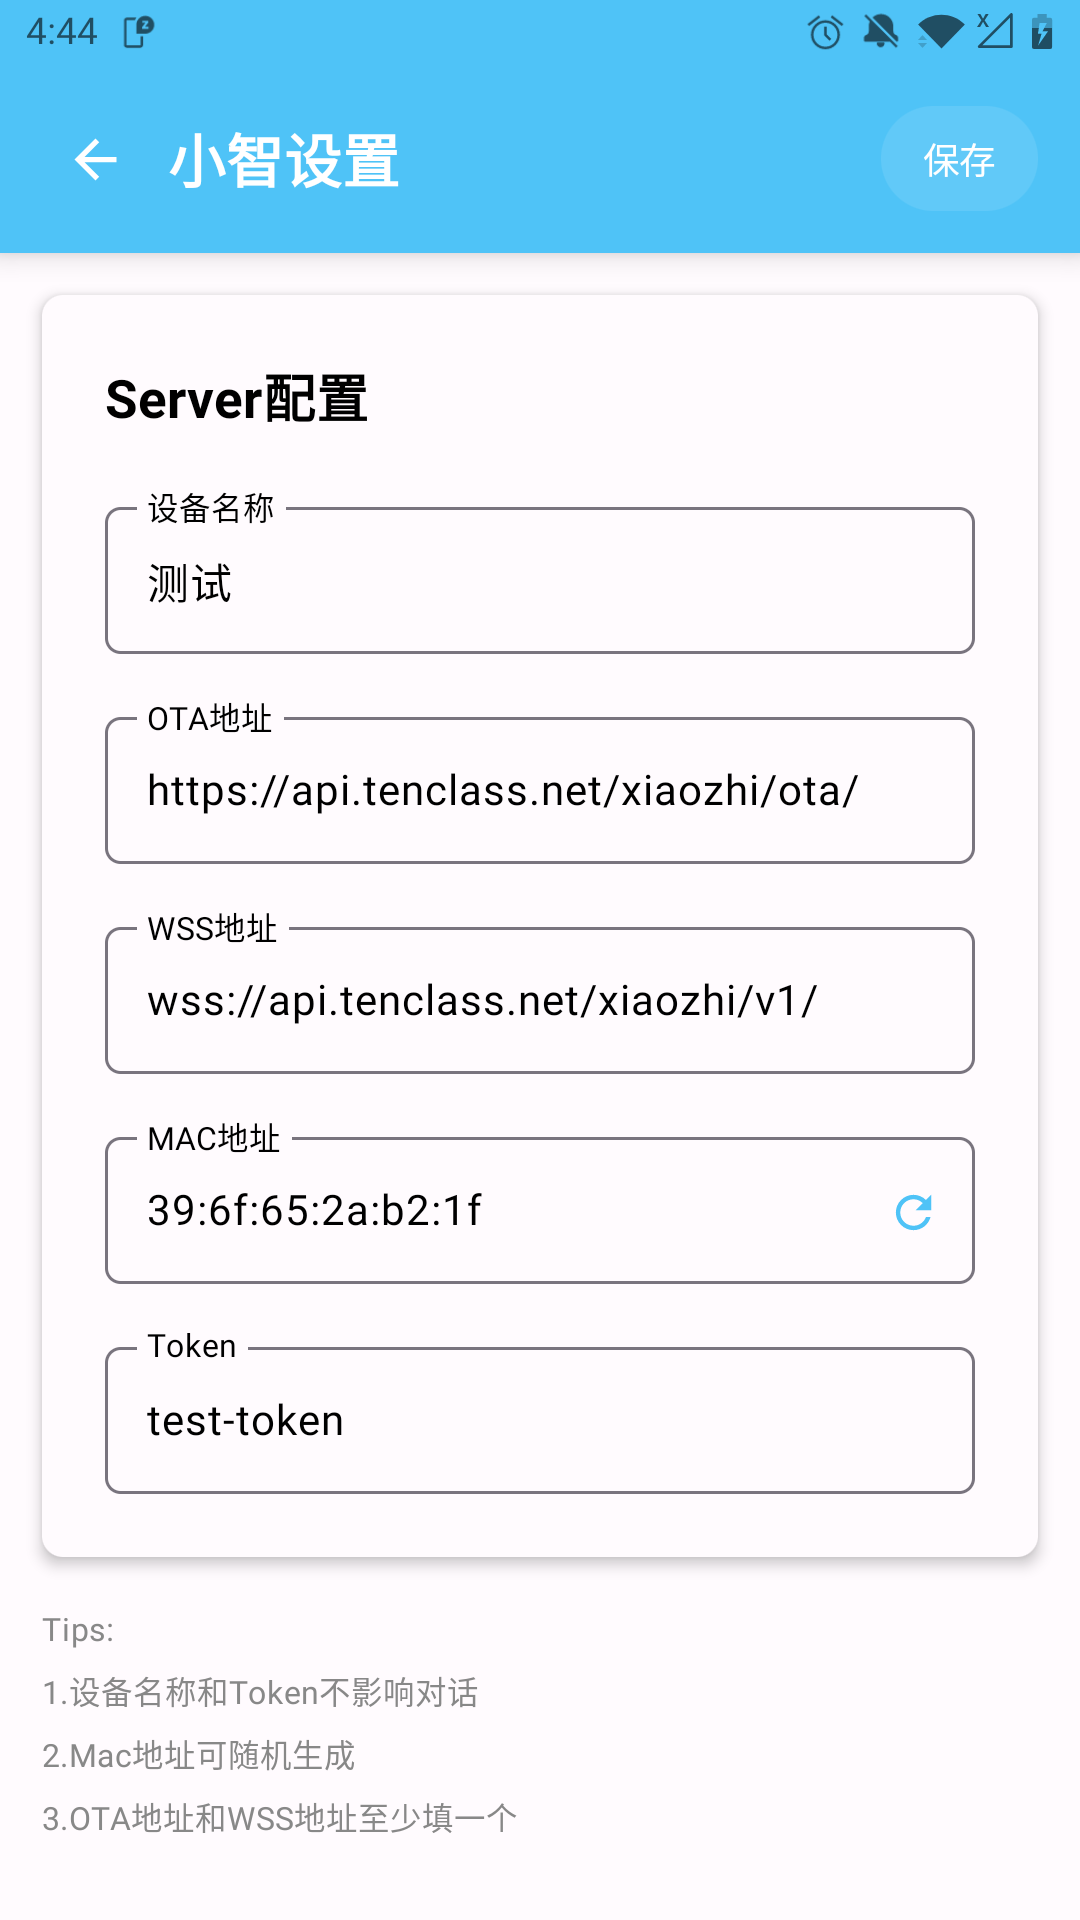 4:44
小智设置
保存
Server配置
设备名称
测试
OTA地址
https://api.tenclass.net/xiaozhi/ota/
WSS地址
wss://api.tenclass.net/xiaozhi/v1/
MAC地址
39:6f:65:2a:b2:1f
Token
test-token
Tips:
1.设备名称和Token不影响对话
2.Mac地址可随机生成
3.OTA地址和WSS地址至少填一个